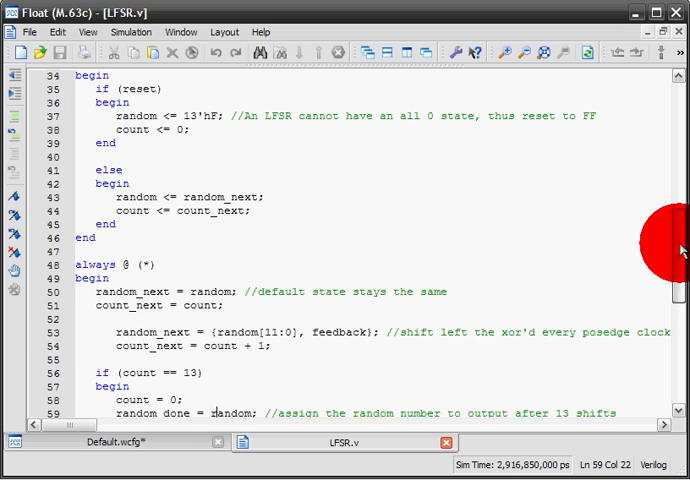 Float (M.63c) - [LFSR.v]
File Edit View Simulation Window Layout Help
34 begin
35 if (reset)
36 begin
37 random <= 13'hF; //An LFSR cannot have an all 0 state, thus reset to FF
38 count <= 0;
39 end
40
41 else
42 begin
43 random <= random_next;
44 count <= count_next;
45 end
46 end
47
48 always @ (*)
49 begin
50 random_next = random; //default state stays the same
51 count_next = count;
52
53 random_next = {random[11:0], feedback}; //shift left the xor'd every posedge clock
54 count_next = count + 1;
55
56 if (count == 13)
57 begin
58 count = 0;
59 random_done = random; //assign the random number to output after 13 shifts
Default.wcfg* LFSR.v
Sim Time: 2,916,850,000 ps Ln 59 Col 22 Verilog